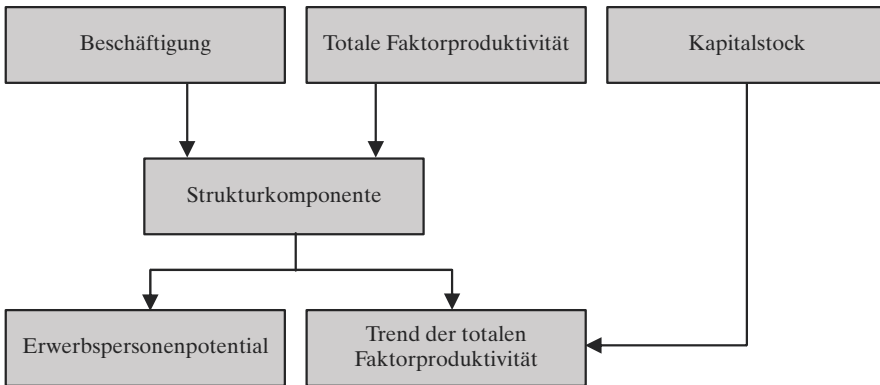 Beschäftigung
Totale Faktorproduktivität
Kapitalstock
Strukturkomponente
Erwerbspersonenpotential
Trend der totalen
Faktorproduktivität